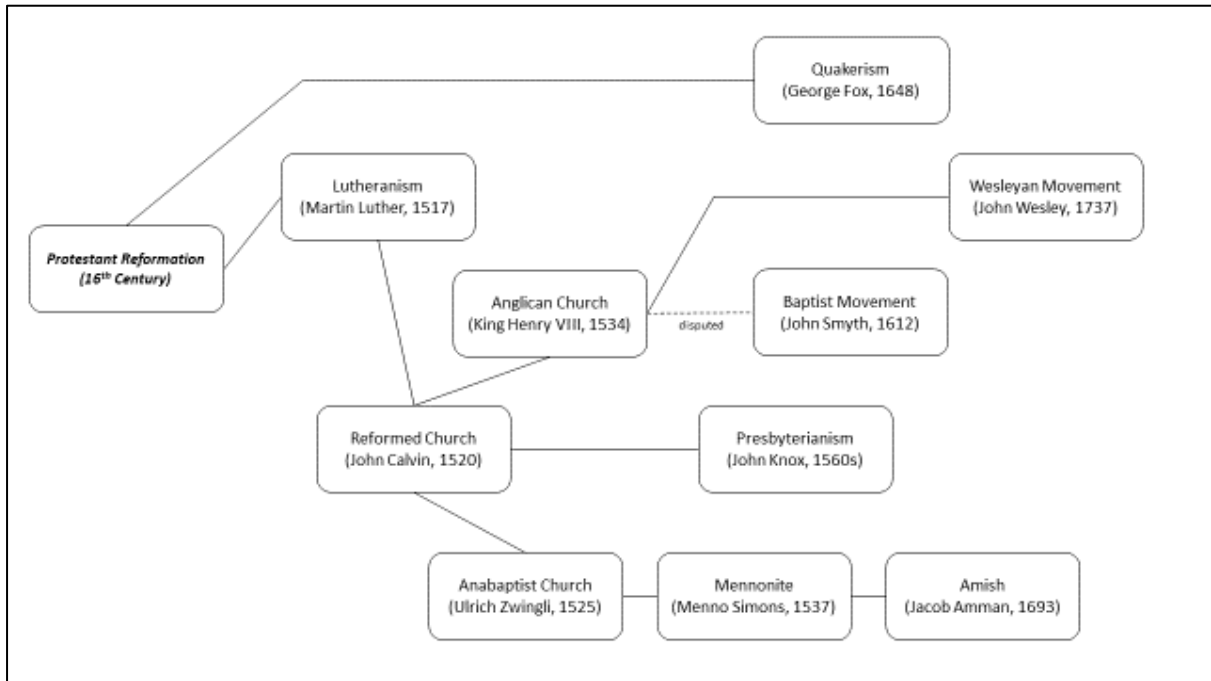 Quakerism
(George Fox, 1648)
Lutheranism
(Martin Luther, 1517)
Wesleyan Movement
(John Wesley, 1737)
Protestant Reformation
(16th Century)
Anglican Church
(King Henry VIII, 1534)
disputed
Baptist Movement
(John Smyth, 1612)
Reformed Church
(John Calvin, 1520)
Presbyterianism
(John Knox, 1560s)
Anabaptist Church
(Ulrich Zwingli, 1525)
Mennonite
(Menno Simons, 1537)
Amish
(Jacob Amman, 1693)